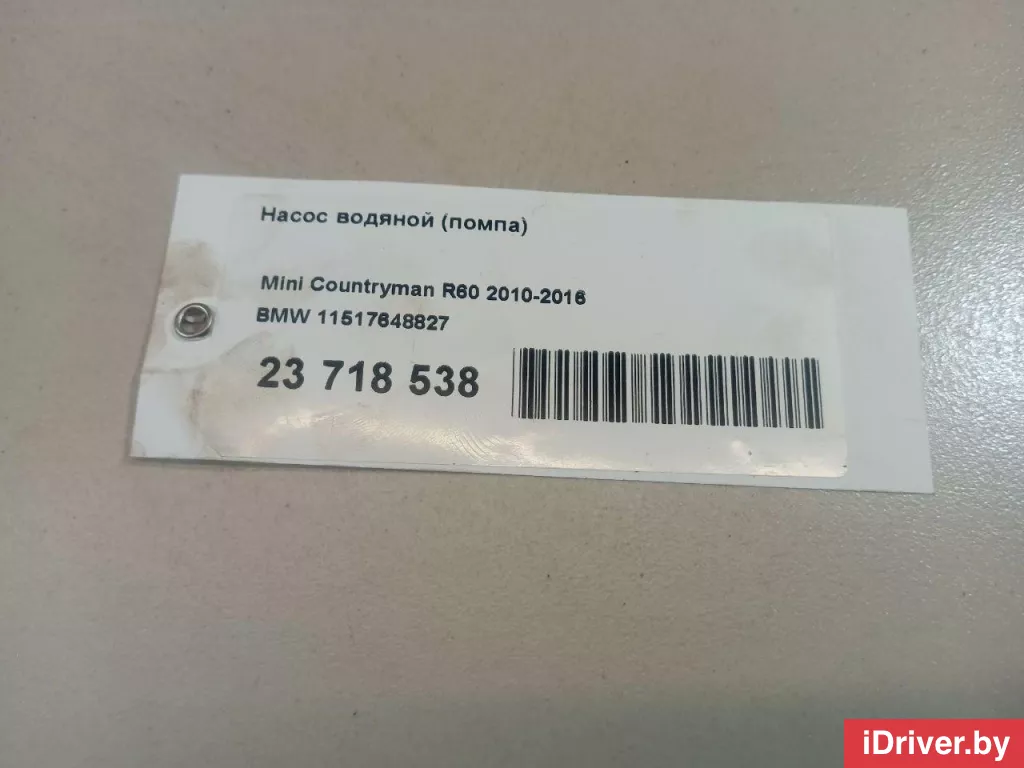 Насос водяной (помпа)
Mini Countryman R60 2010-2016
BMW 11517648827
23 718 538
iDriver.by